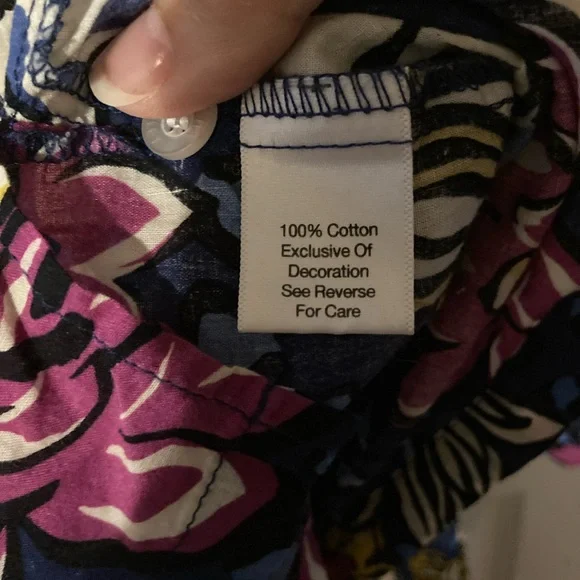 100% Cotton
Exclusive Of
Decoration
See Reverse
For Care